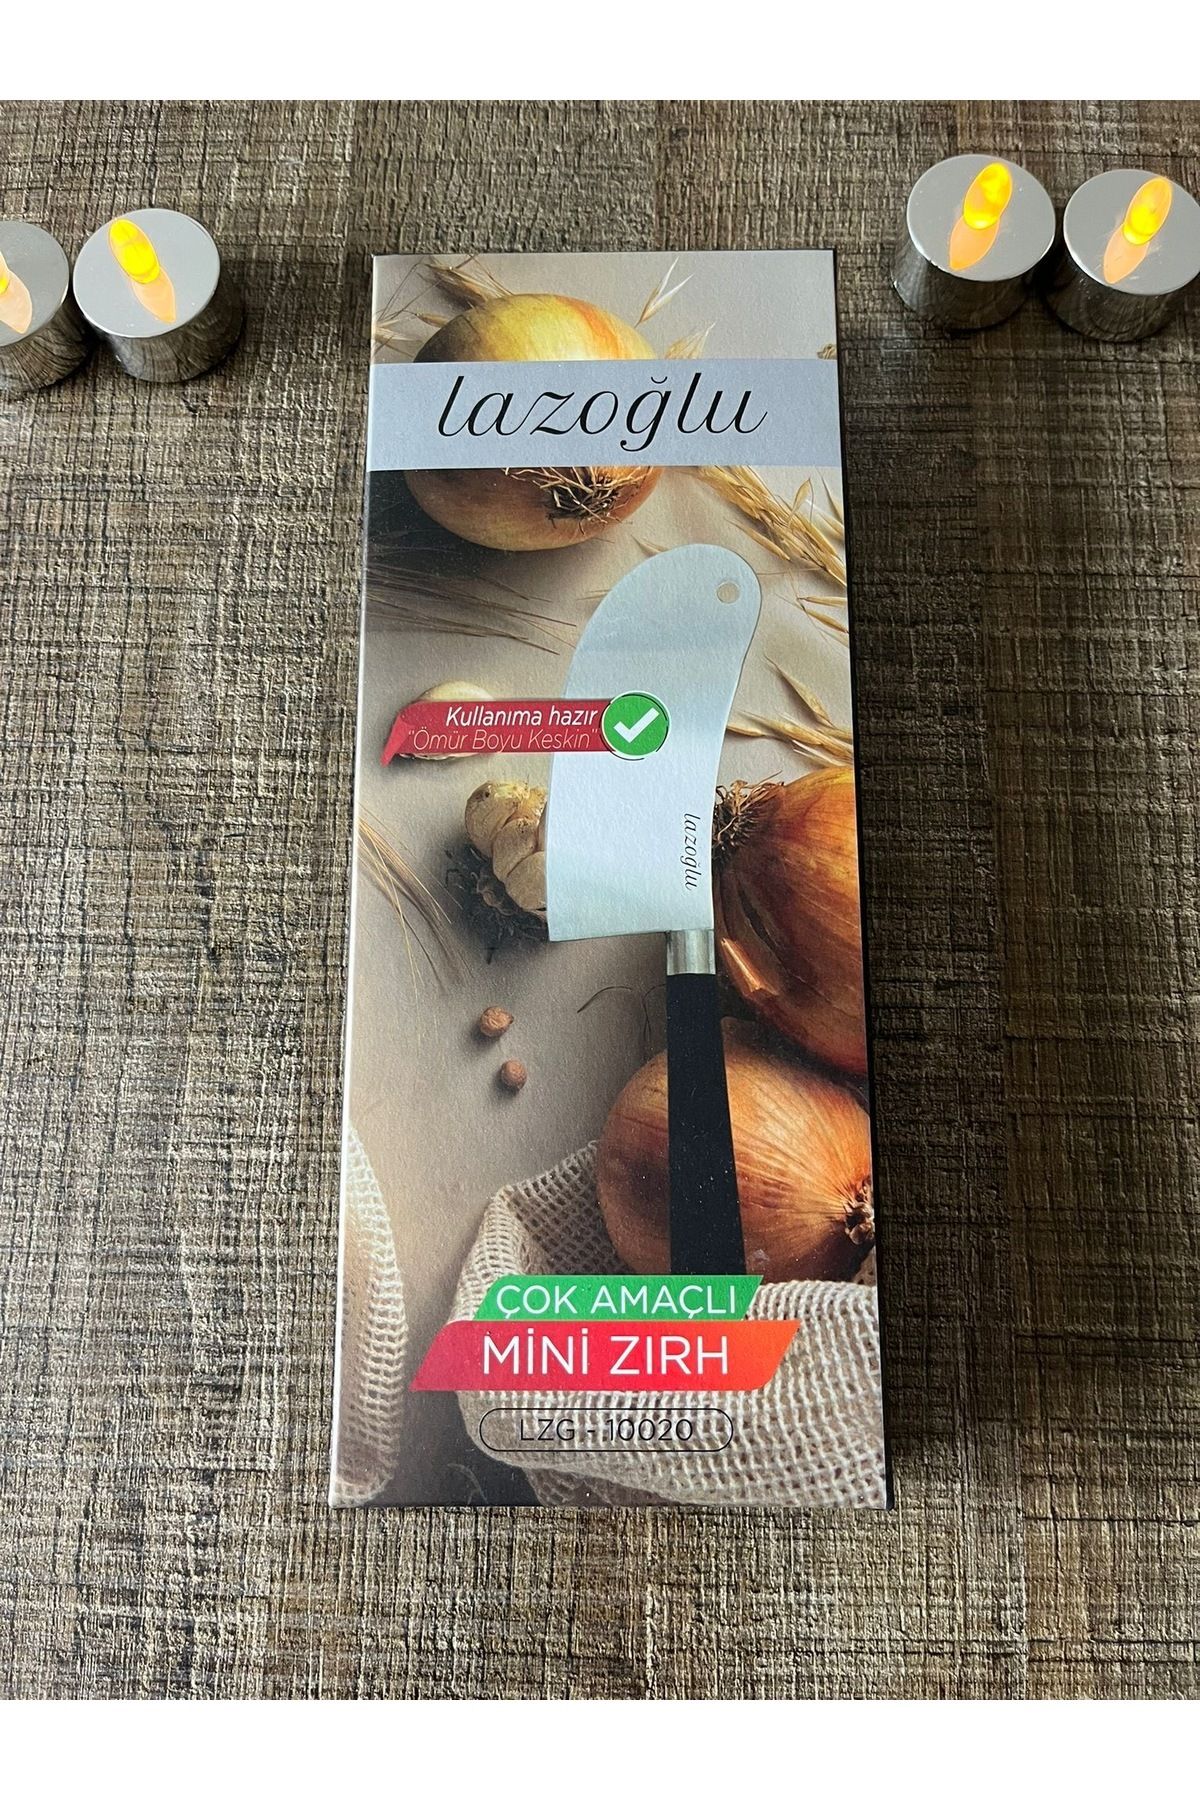 lazoğlu
Kullanıma hazır
"Ömür Boyu Keskin"
lazoğlu
ÇOK AMAÇLI
MİNİ ZIRH
LZG - 10020